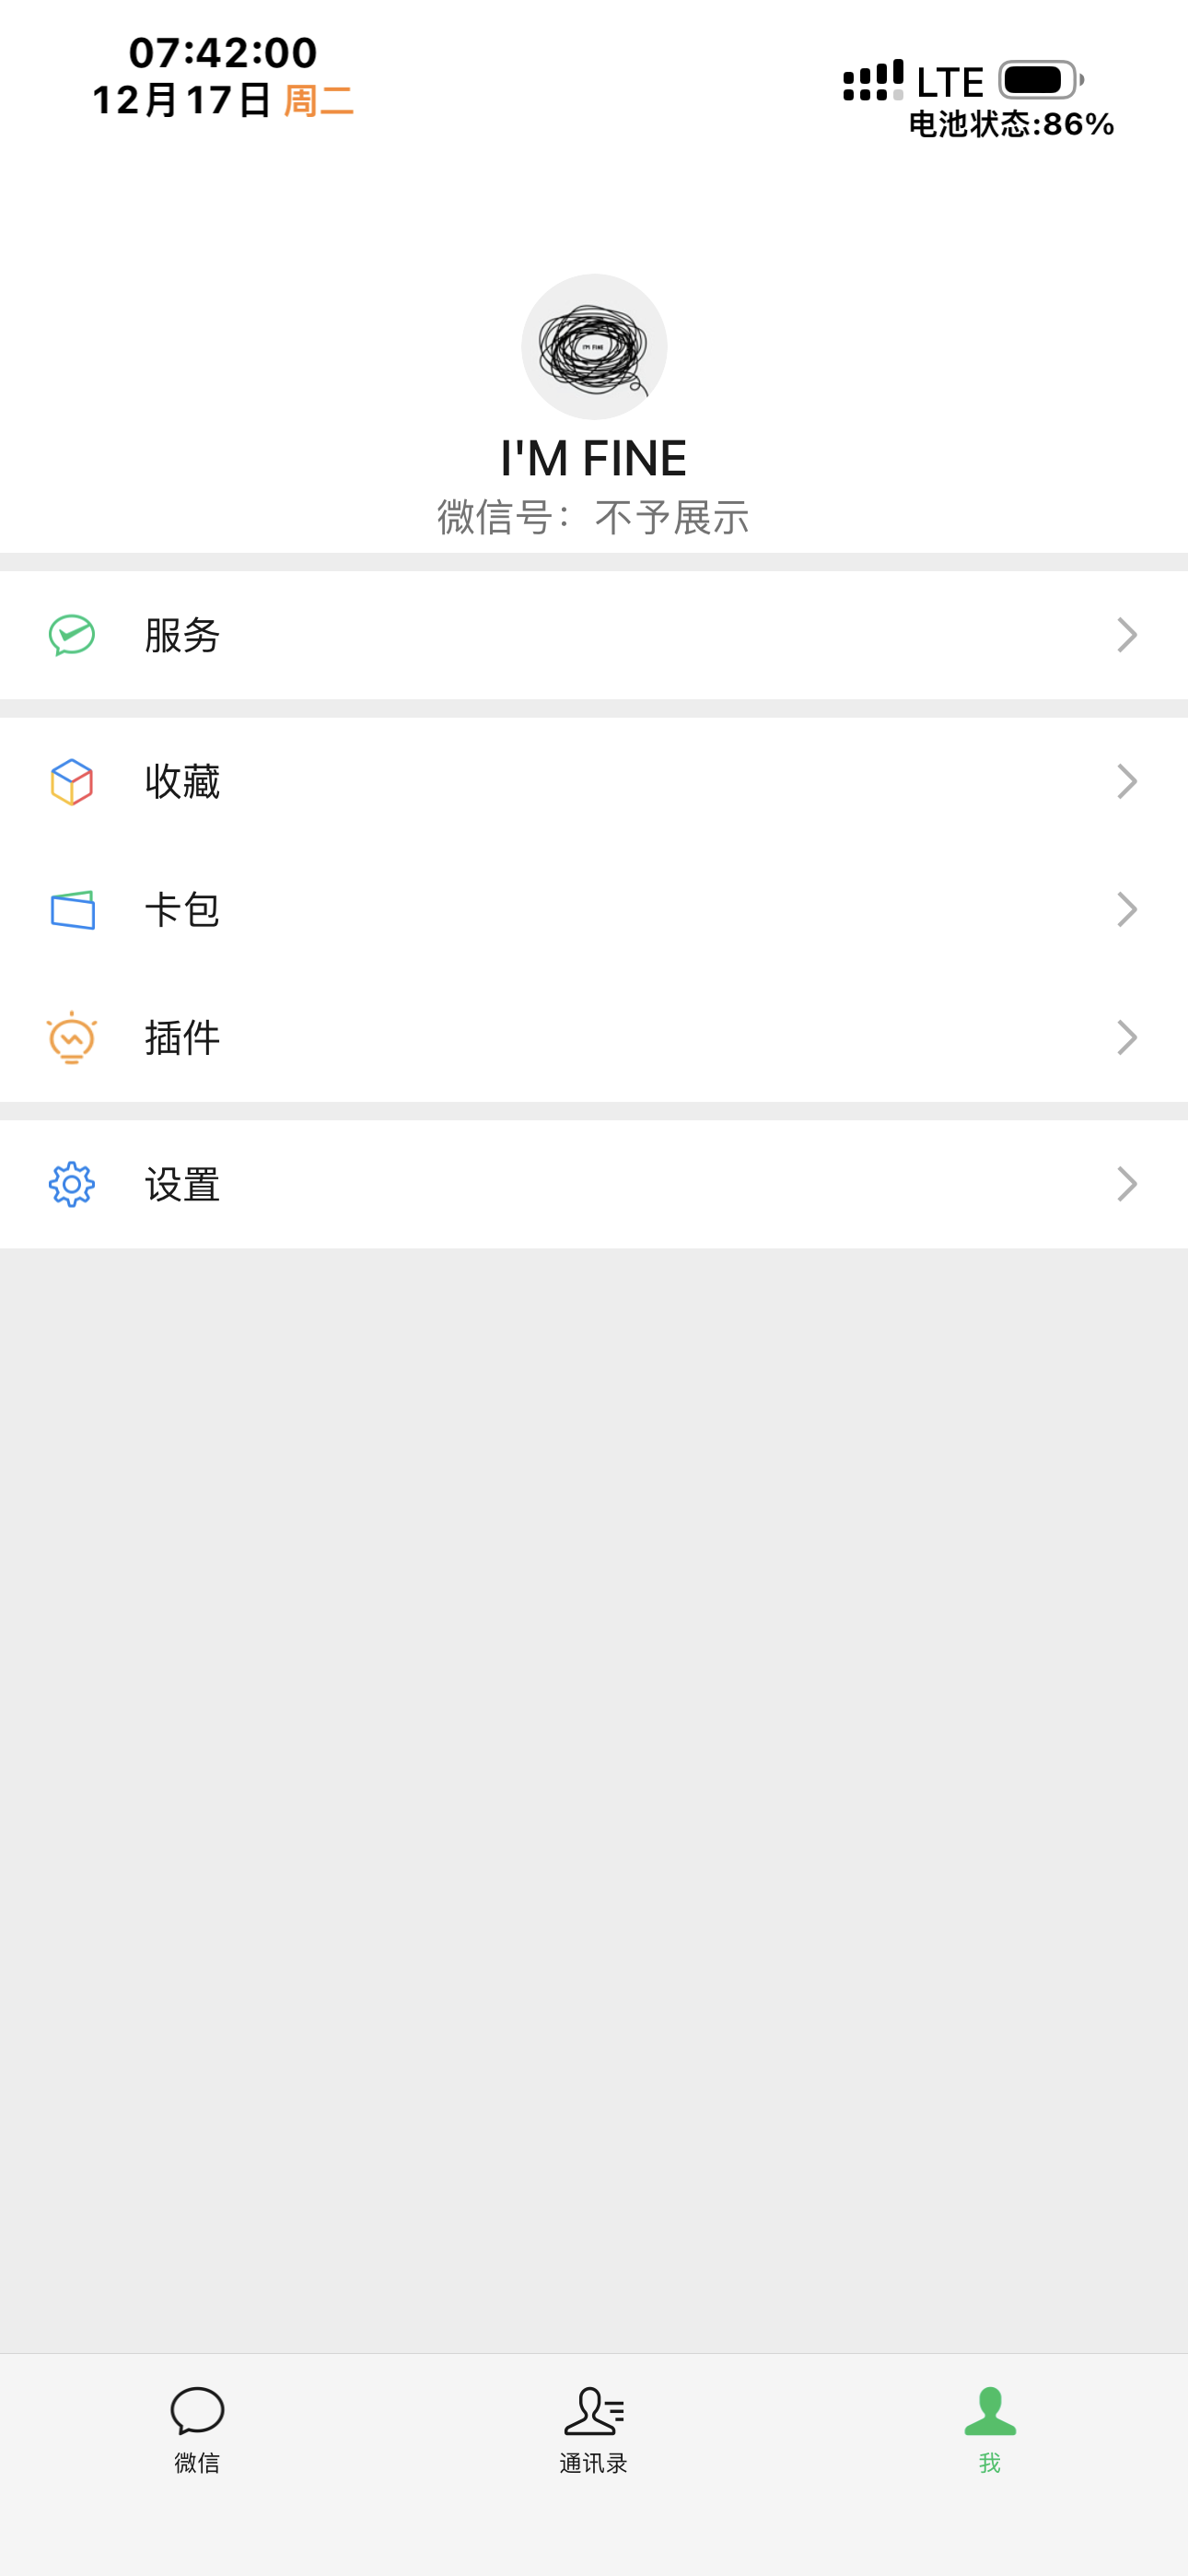 07:42:00
12月17日 周二
LTE
电池状态:86%
I'M FINE
I'M FINE
微信号：不予展示
服务
收藏
卡包
插件
设置
微信
通讯录
我